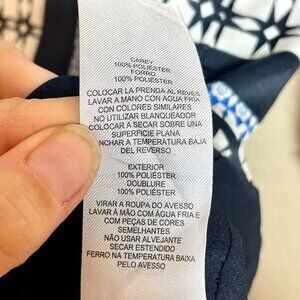 CAREY
100% POLIÉSTER
FORRO
100% POLIÉSTER
COLOCAR LA PRENDA AL REVÉS
LAVAR A MANO CON AGUA FRIA
CON COLORES SIMILARES
NO UTILIZAR BLANQUEADOR
COLOCAR A SECAR SOBRE UNA
SUPERFICIE PLANA
NCHAR A TEMPERATURA BAJA
DEL REVERSO
EXTERIOR
100% POLIÉSTER
DOUBLURE
100% POLIÉSTER
VIRAR A ROUPA DO AVESSO
LAVAR À MÃO COM ÁGUA FRIA E
COM PEÇAS DE CORES
SEMELHANTES
NÃO USAR ALVEJANTE
SECAR ESTENDIDO
FERRO NA TEMPERATURA BAIXA
PELO AVESSO